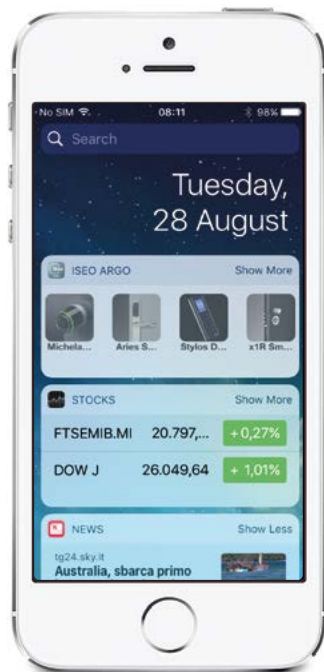 No SIM 08:11 98%
Search
Tuesday,
28 August
ISEO ARGO Show More
Michela... Aries S... Stylos D... x1R Sm...
STOCKS Show More
FTSEMIB.MI 20.797,... +0,27%
DOW J 26.049,64 + 1,01%
NEWS Show Less
tg24.sky.it
Australia, sbarca primo